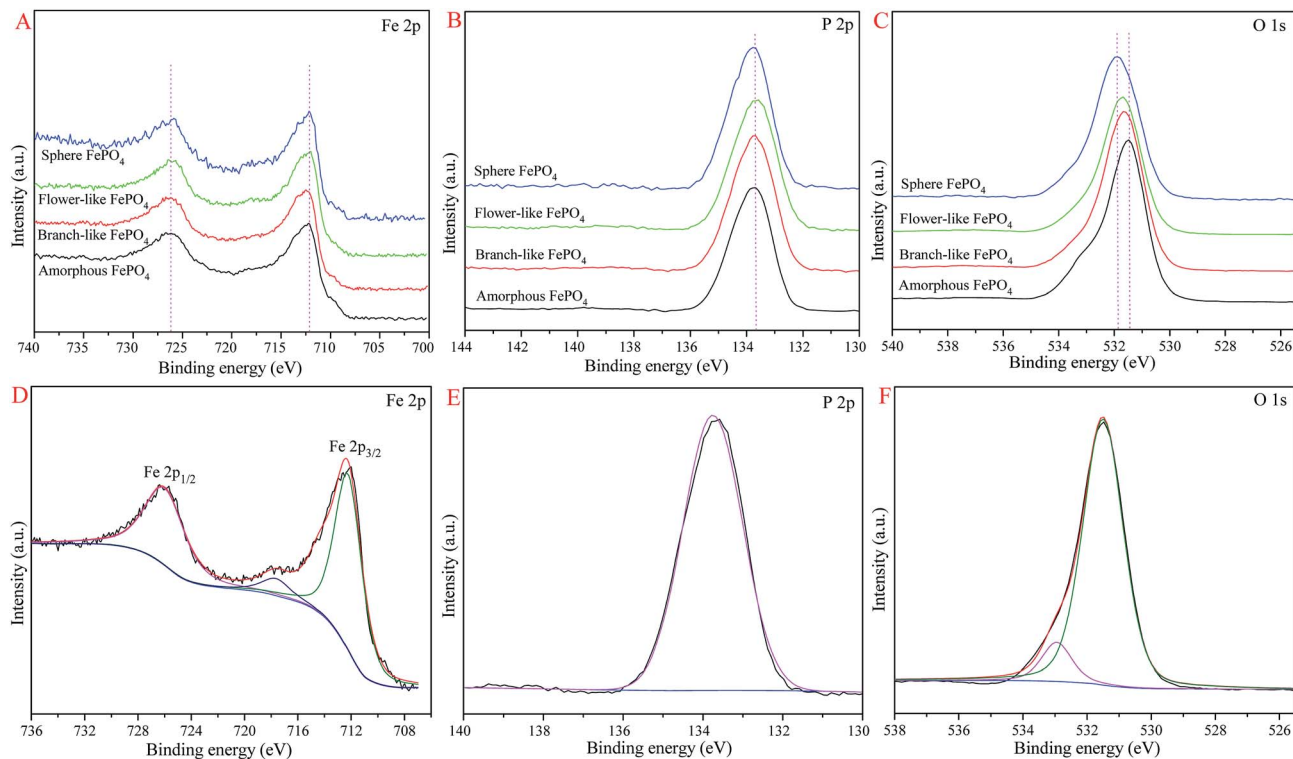 A
Fe 2p
Sphere FePO4
Flower-like FePO4
Branch-like FePO4
Amorphous FePO4
Intensity (a.u.)
740 735 730 725 720 715 710 705 700
Binding energy (eV)
B
P 2p
Sphere FePO4
Flower-like FePO4
Branch-like FePO4
Amorphous FePO4
Intensity (a.u.)
144 142 140 138 136 134 132 130
Binding energy (eV)
C
O 1s
Sphere FePO4
Flower-like FePO4
Branch-like FePO4
Amorphous FePO4
Intensity (a.u.)
540 538 536 534 532 530 528 526
Binding energy (eV)
D
Fe 2p
Fe 2p3/2
Fe 2p1/2
Intensity (a.u.)
736 732 728 724 720 716 712 708
Binding energy (eV)
E
P 2p
Intensity (a.u.)
140 138 136 134 132 130
Binding energy (eV)
F
O 1s
Intensity (a.u.)
538 536 534 532 530 528 526
Binding energy (eV)